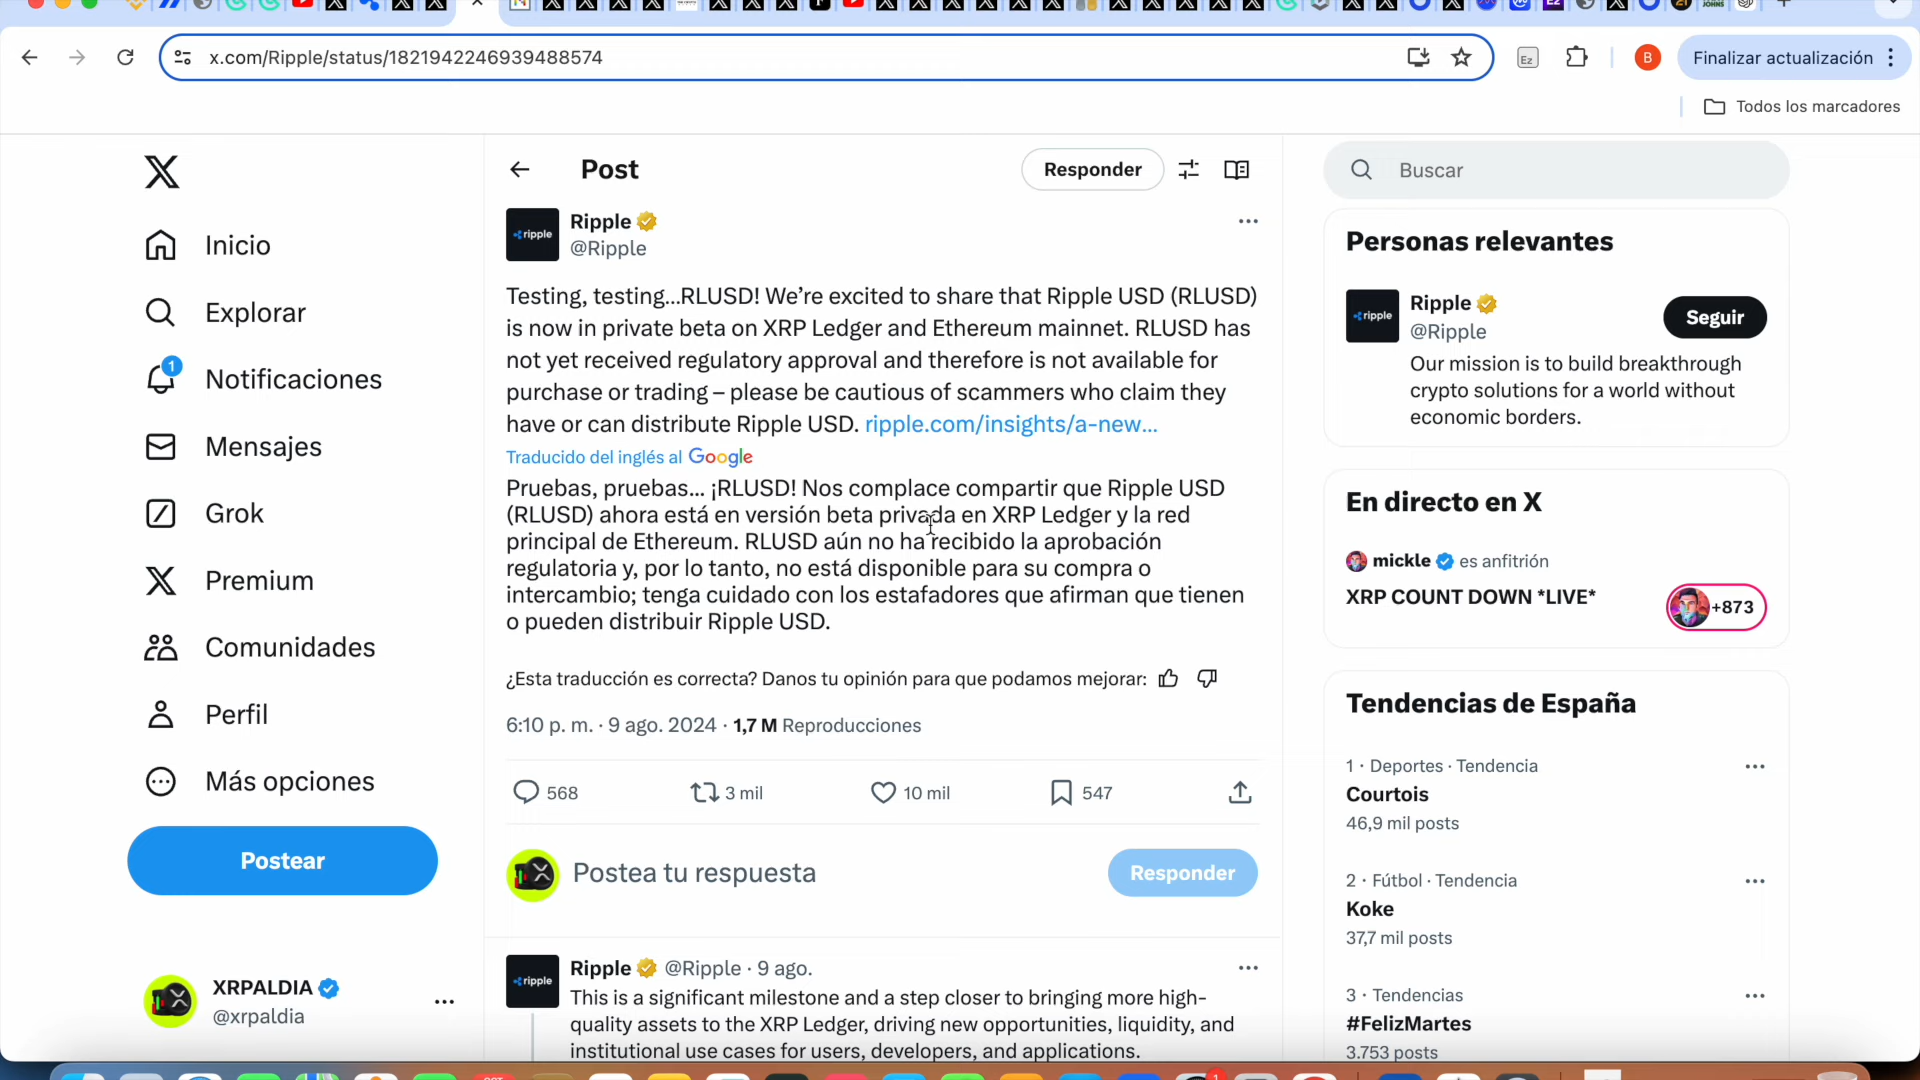 x.com/Ripple/status/1821942246939488574
Ez
B
Finalizar actualización
Todos los marcadores
Inicio
Explorar
1
Notificaciones
Mensajes
Grok
Premium
Comunidades
Perfil
Más opciones
Postear
XRPALDIA
@xrpaldia
Post
Responder
ripple
Ripple
@Ripple
Testing, testing...RLUSD! We’re excited to share that Ripple USD (RLUSD)
is now in private beta on XRP Ledger and Ethereum mainnet. RLUSD has
not yet received regulatory approval and therefore is not available for
purchase or trading – please be cautious of scammers who claim they
have or can distribute Ripple USD. ripple.com/insights/a-new...
Traducido del inglés al Google
Pruebas, pruebas... ¡RLUSD! Nos complace compartir que Ripple USD
(RLUSD) ahora está en versión beta privada en XRP Ledger y la red
principal de Ethereum. RLUSD aún no ha recibido la aprobación
regulatoria y, por lo tanto, no está disponible para su compra o
intercambio; tenga cuidado con los estafadores que afirman que tienen
o pueden distribuir Ripple USD.
¿Esta traducción es correcta? Danos tu opinión para que podamos mejorar:
6:10 p. m. · 9 ago. 2024 · 1,7 M Reproducciones
568 3 mil 10 mil 547
Postea tu respuesta
Responder
ripple
Ripple @Ripple · 9 ago.
This is a significant milestone and a step closer to bringing more high-
quality assets to the XRP Ledger, driving new opportunities, liquidity, and
institutional use cases for users, developers, and applications.
Buscar
Personas relevantes
ripple
Ripple
@Ripple
Seguir
Our mission is to build breakthrough
crypto solutions for a world without
economic borders.
En directo en X
mickle es anfitrión
XRP COUNT DOWN *LIVE*
+873
Tendencias de España
1 · Deportes · Tendencia
Courtois
46,9 mil posts
2 · Fútbol · Tendencia
Koke
37,7 mil posts
3 · Tendencias
#FelizMartes
3.753 posts